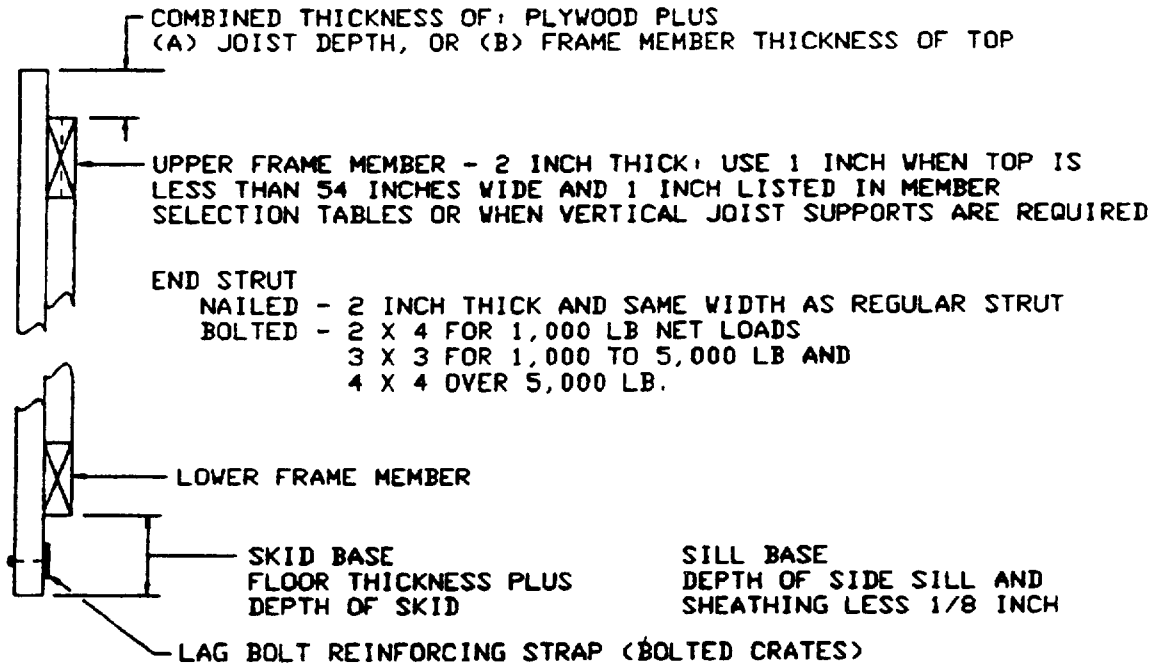 COMBINED THICKNESS OF: PLYWOOD PLUS
(A) JOIST DEPTH, OR (B) FRAME MEMBER THICKNESS OF TOP
UPPER FRAME MEMBER - 2 INCH THICK: USE 1 INCH WHEN TOP IS
LESS THAN 54 INCHES WIDE AND 1 INCH LISTED IN MEMBER
SELECTION TABLES OR WHEN VERTICAL JOIST SUPPORTS ARE REQUIRED
END STRUT
NAILED - 2 INCH THICK AND SAME WIDTH AS REGULAR STRUT
BOLTED - 2 X 4 FOR 1,000 LB NET LOADS
3 X 3 FOR 1,000 TO 5,000 LB AND
4 X 4 OVER 5,000 LB.
LOWER FRAME MEMBER
SKID BASE
FLOOR THICKNESS PLUS
DEPTH OF SKID
SILL BASE
DEPTH OF SIDE SILL AND
SHEATHING LESS 1/8 INCH
LAG BOLT REINFORCING STRAP (BOLTED CRATES)